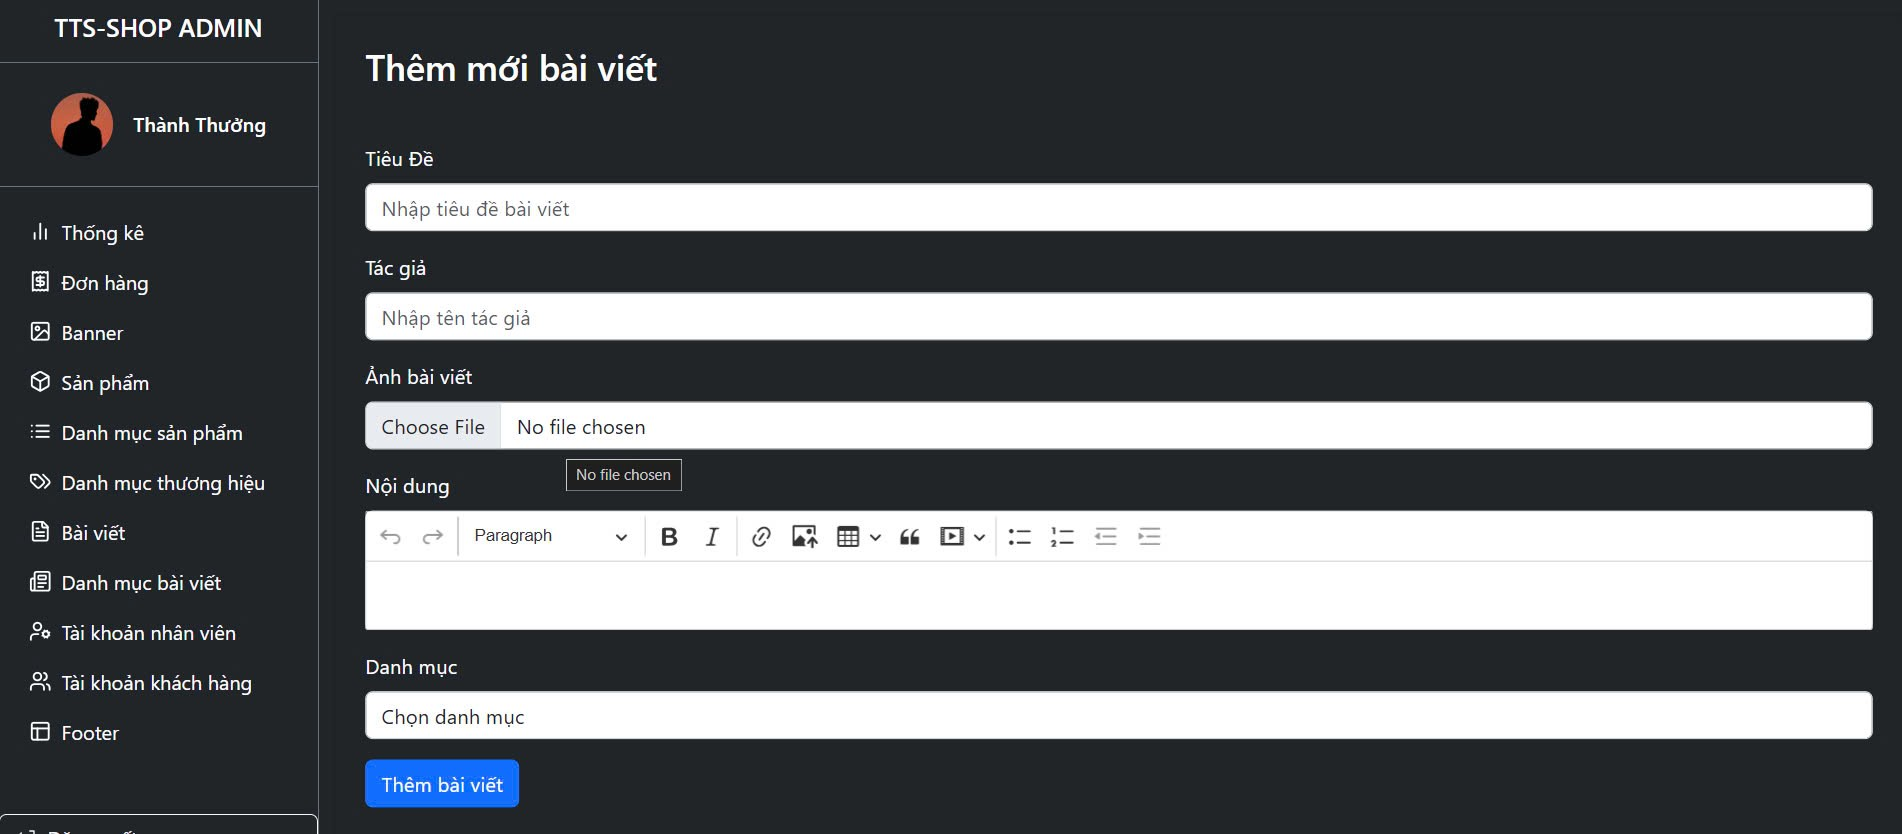 TTS-SHOP ADMIN
Thành Thưởng
Thống kê
Đơn hàng
Banner
Sản phẩm
Danh mục sản phẩm
Danh mục thương hiệu
Bài viết
Danh mục bài viết
Tài khoản nhân viên
Tài khoản khách hàng
Footer
Thêm mới bài viết
Tiêu Đề
Nhập tiêu đề bài viết
Tác giả
Nhập tên tác giả
Ảnh bài viết
Choose File No file chosen
No file chosen
Nội dung
Paragraph B I
Danh mục
Chọn danh mục
Thêm bài viết